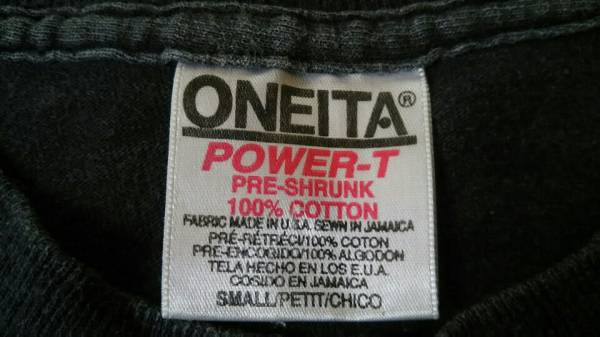 ONEITA®
POWER-T
PRE-SHRUNK
100% COTTON
FABRIC MADE IN U.S.A. SEWN IN JAMAICA
PRÉ-RÉTRÉCI/100% COTON
PRE-ENCOGIDO/100% ALGODON
TELA HECHO EN LOS E.U.A.
COSIDO EN JAMAICA
SMALL/PETIT/CHICO